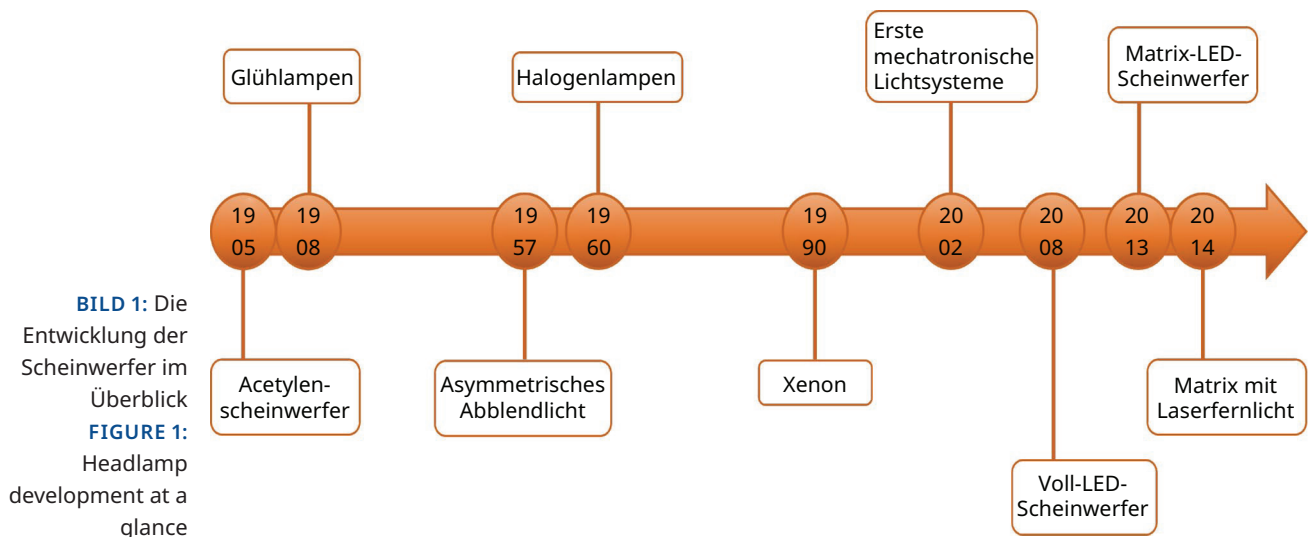 Glühlampen
Halogenlampen
Erste
mechatronische
Lichtsysteme
Matrix-LED-
Scheinwerfer
19
05
19
08
19
57
19
60
19
90
20
02
20
08
20
13
20
14
Acetylen-
scheinwerfer
Asymmetrisches
Abblendlicht
Xenon
Voll-LED-
Scheinwerfer
Matrix mit
Laserfernlicht
BILD 1: Die
Entwicklung der
Scheinwerfer im
Überblick
FIGURE 1:
Headlamp
development at a
glance